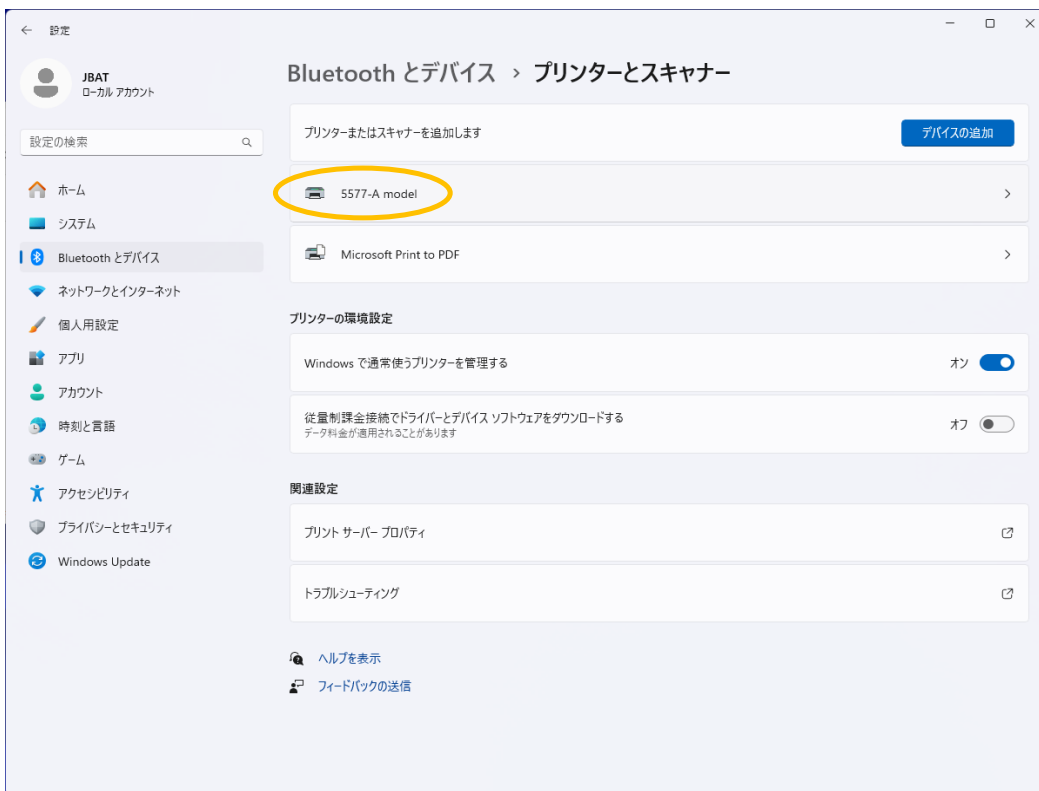 設定
JBAT
ローカル アカウント
設定の検索
ホーム
システム
Bluetooth とデバイス
ネットワークとインターネット
個人用設定
アプリ
アカウント
時刻と言語
ゲーム
アクセシビリティ
プライバシーとセキュリティ
Windows Update
Bluetooth とデバイス › プリンターとスキャナー
プリンターまたはスキャナーを追加します
デバイスの追加
5577-A model
Microsoft Print to PDF
プリンターの環境設定
Windows で通常使うプリンターを管理する
オン
従量制課金接続でドライバーとデバイス ソフトウェアをダウンロードする
データ料金が適用されることがあります
オフ
関連設定
プリント サーバー プロパティ
トラブルシューティング
ヘルプを表示
フィードバックの送信